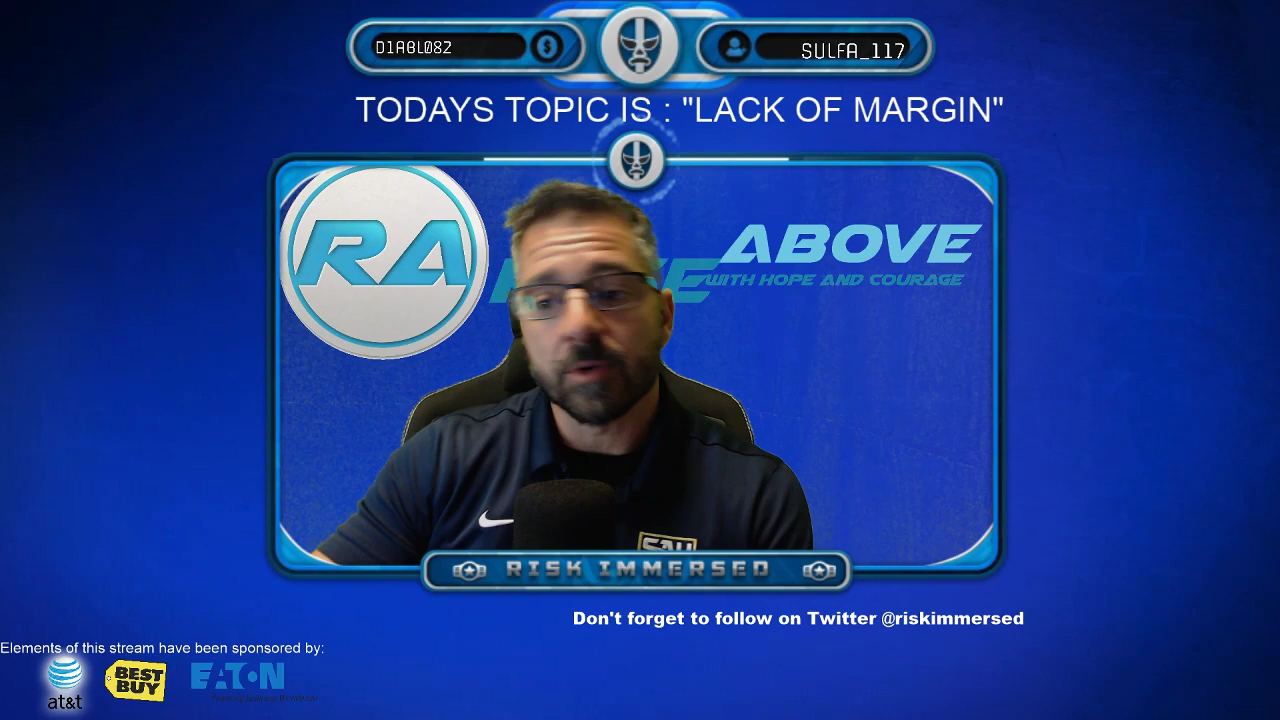 D1ABL082
SULFA_117
TODAYS TOPIC IS : "LACK OF MARGIN"
RA
ABOVE
WITH HOPE AND COURAGE
SAU
RISK IMMERSED
Don't forget to follow on Twitter @riskimmersed
Elements of this stream have been sponsored by:
at&t
BEST
BUY
EATON